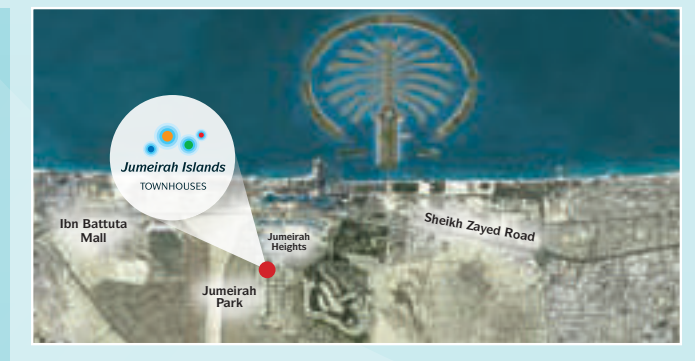 Jumeirah Islands
TOWNHOUSES
Ibn Battuta
Mall
Jumeirah
Heights
Sheikh Zayed Road
Jumeirah
Park